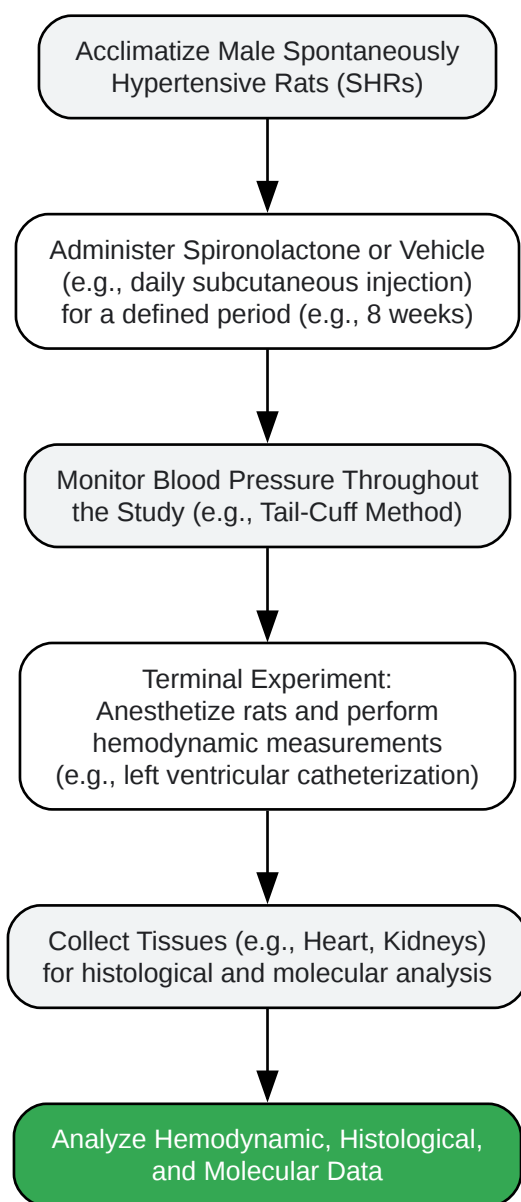 Acclimatize Male Spontaneously
Hypertensive Rats (SHRs)
Administer Spironolactone or Vehicle
(e.g., daily subcutaneous injection)
for a defined period (e.g., 8 weeks)
Monitor Blood Pressure Throughout
the Study (e.g., Tail-Cuff Method)
Terminal Experiment:
Anesthetize rats and perform
hemodynamic measurements
(e.g., left ventricular catheterization)
Collect Tissues (e.g., Heart, Kidneys)
for histological and molecular analysis
Analyze Hemodynamic, Histological,
and Molecular Data